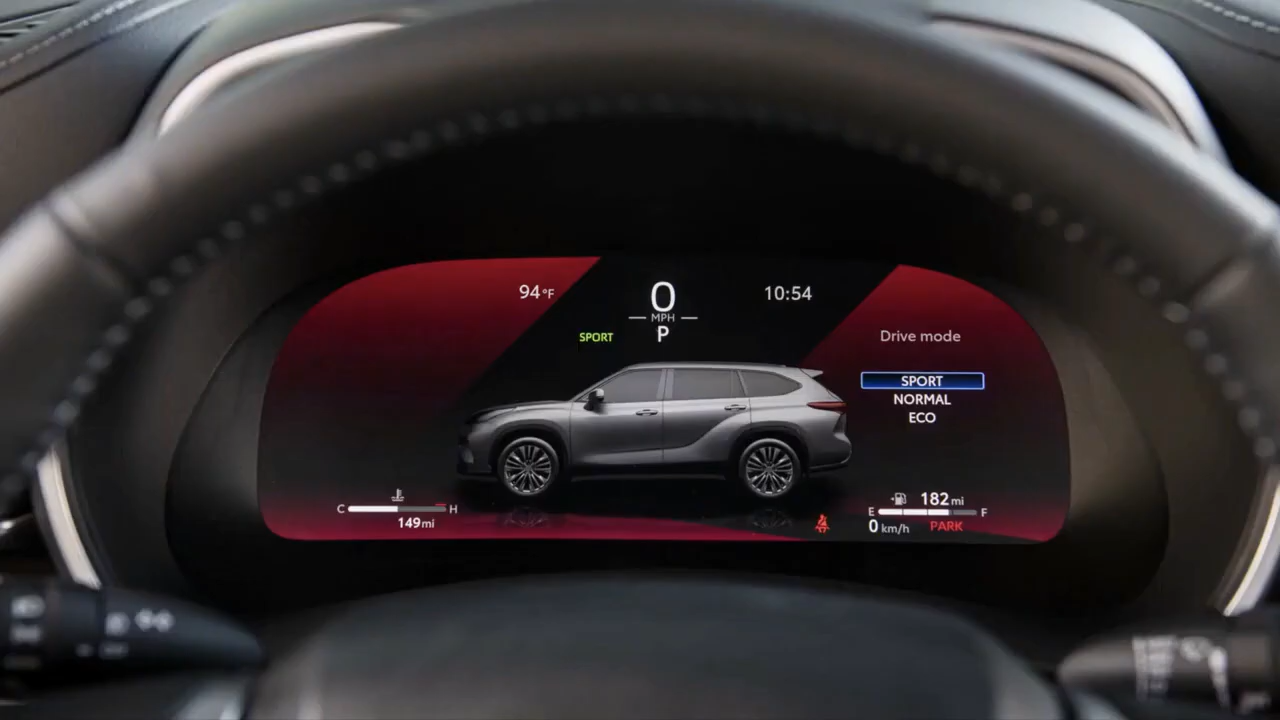 94°F
0
10:54
MPH
SPORT
P
Drive mode
SPORT
NORMAL
ECO
C H
149mi
182mi
E F
0 km/h PARK